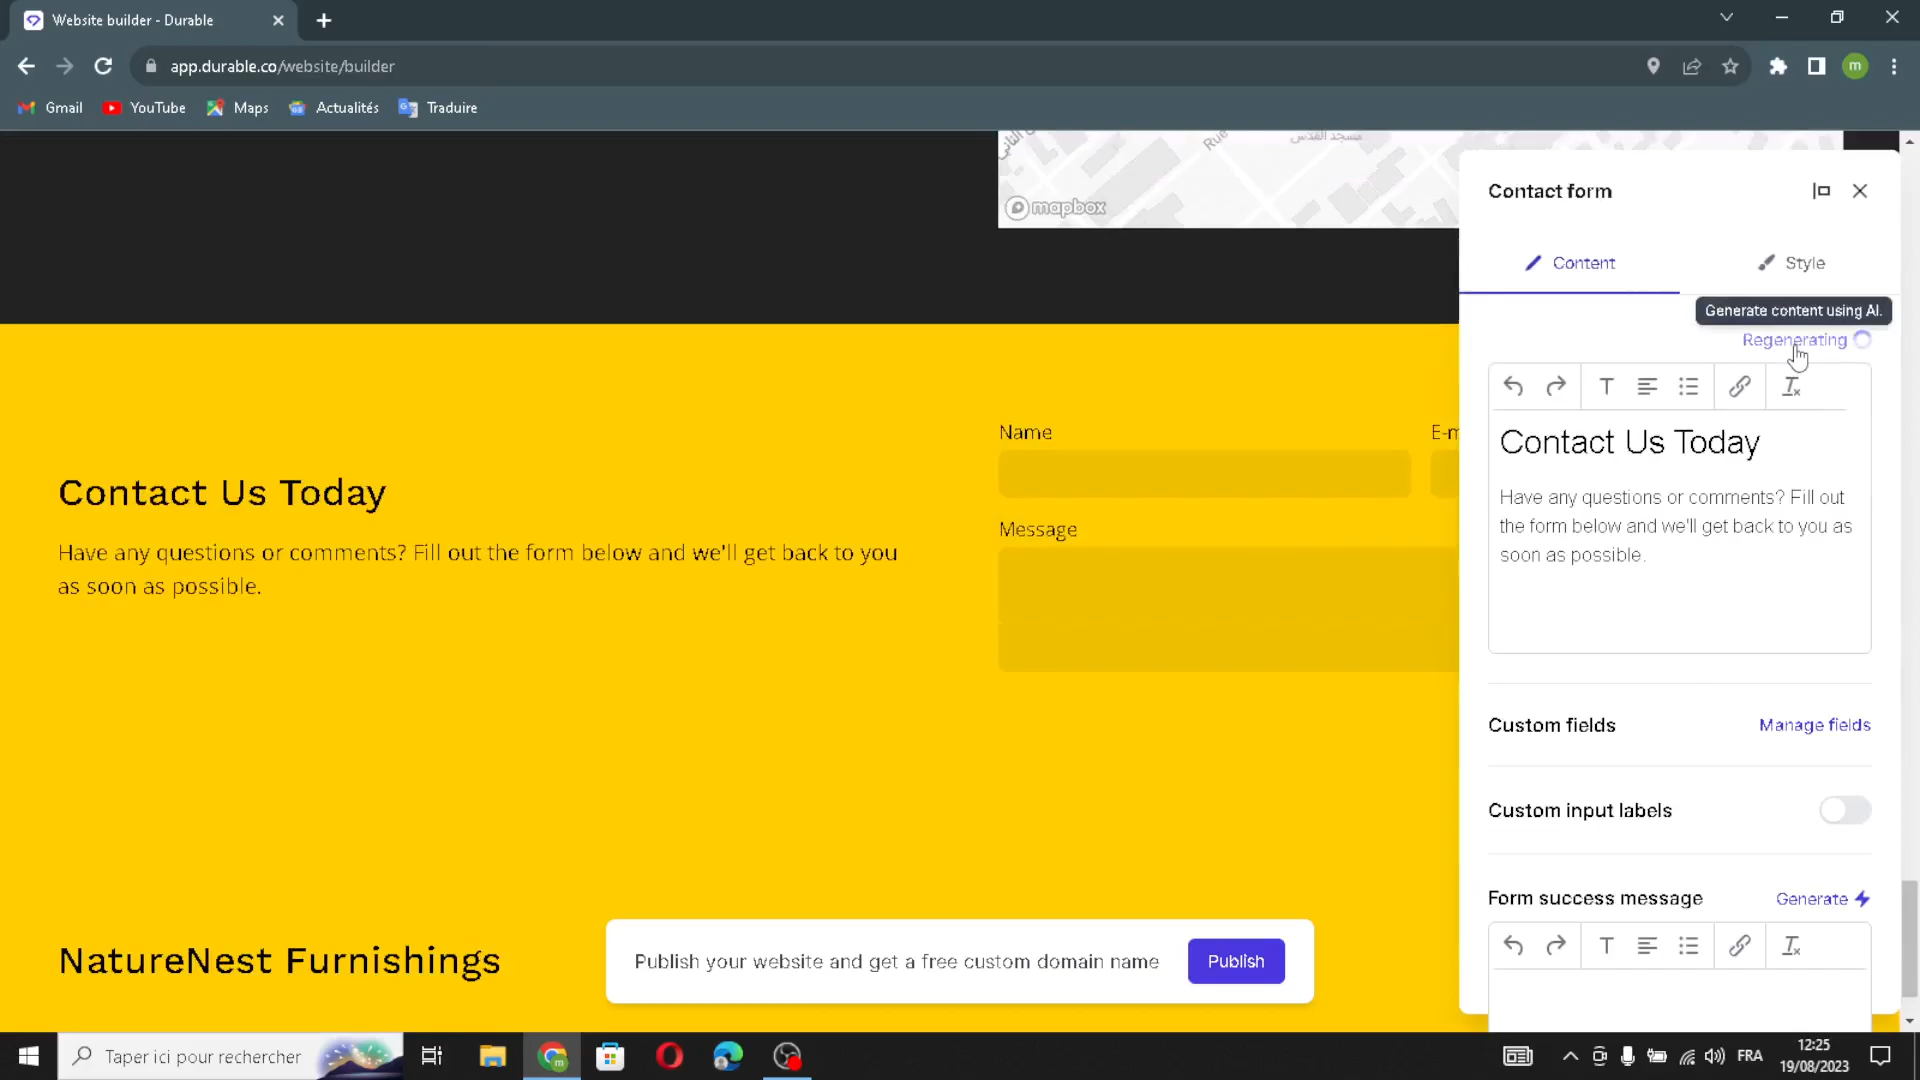 Website builder - Durable
app.durable.co/website/builder
m
Gmail
YouTube
Maps
Actualités
Traduire
Rue
مسجد القدس
mapbox
Contact form
Content
Style
Generate content using AI.
Regenerating
Contact Us Today
Have any questions or comments? Fill out
the form below and we'll get back to you as
soon as possible.
Custom fields
Manage fields
Custom input labels
Form success message
Generate
Contact Us Today
Have any questions or comments? Fill out the form below and we'll get back to you
as soon as possible.
Name
Message
NatureNest Furnishings
Publish your website and get a free custom domain name
Publish
Taper ici pour rechercher
FRA
12:25
19/08/2023